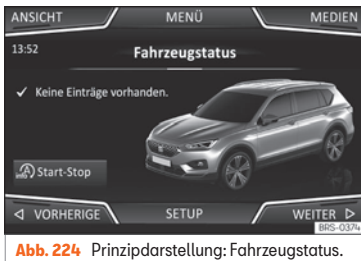 ANSICHT MENÜ MEDIEN
13:52 Fahrzeugstatus
✓ Keine Einträge vorhanden.
Start-Stop
◁ VORHERIGE SETUP WEITER ▷
BRS-0374
Abb. 224 Prinzipdarstellung: Fahrzeugstatus.